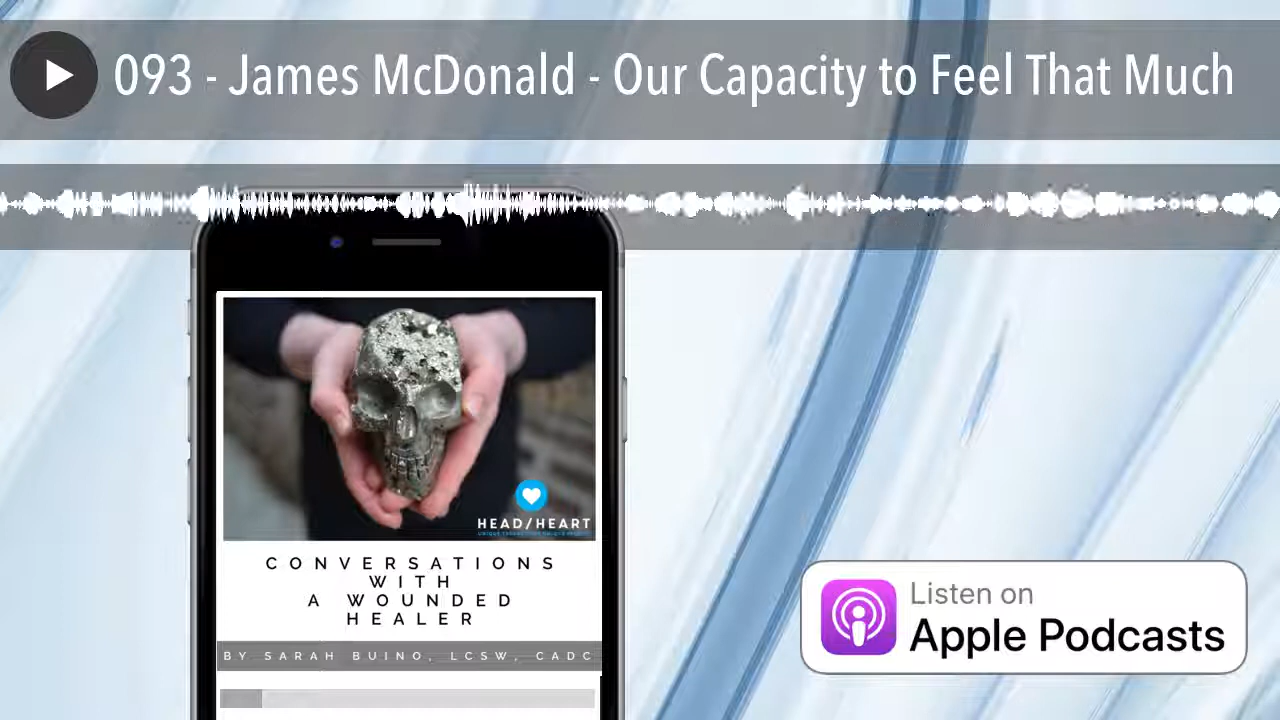 093 - James McDonald - Our Capacity to Feel That Much
HEAD/HEART
CONVERSATIONS
WITH
A WOUNDED
HEALER
BY SARAH BUINO, LCSW, CADC
Listen on
Apple Podcasts